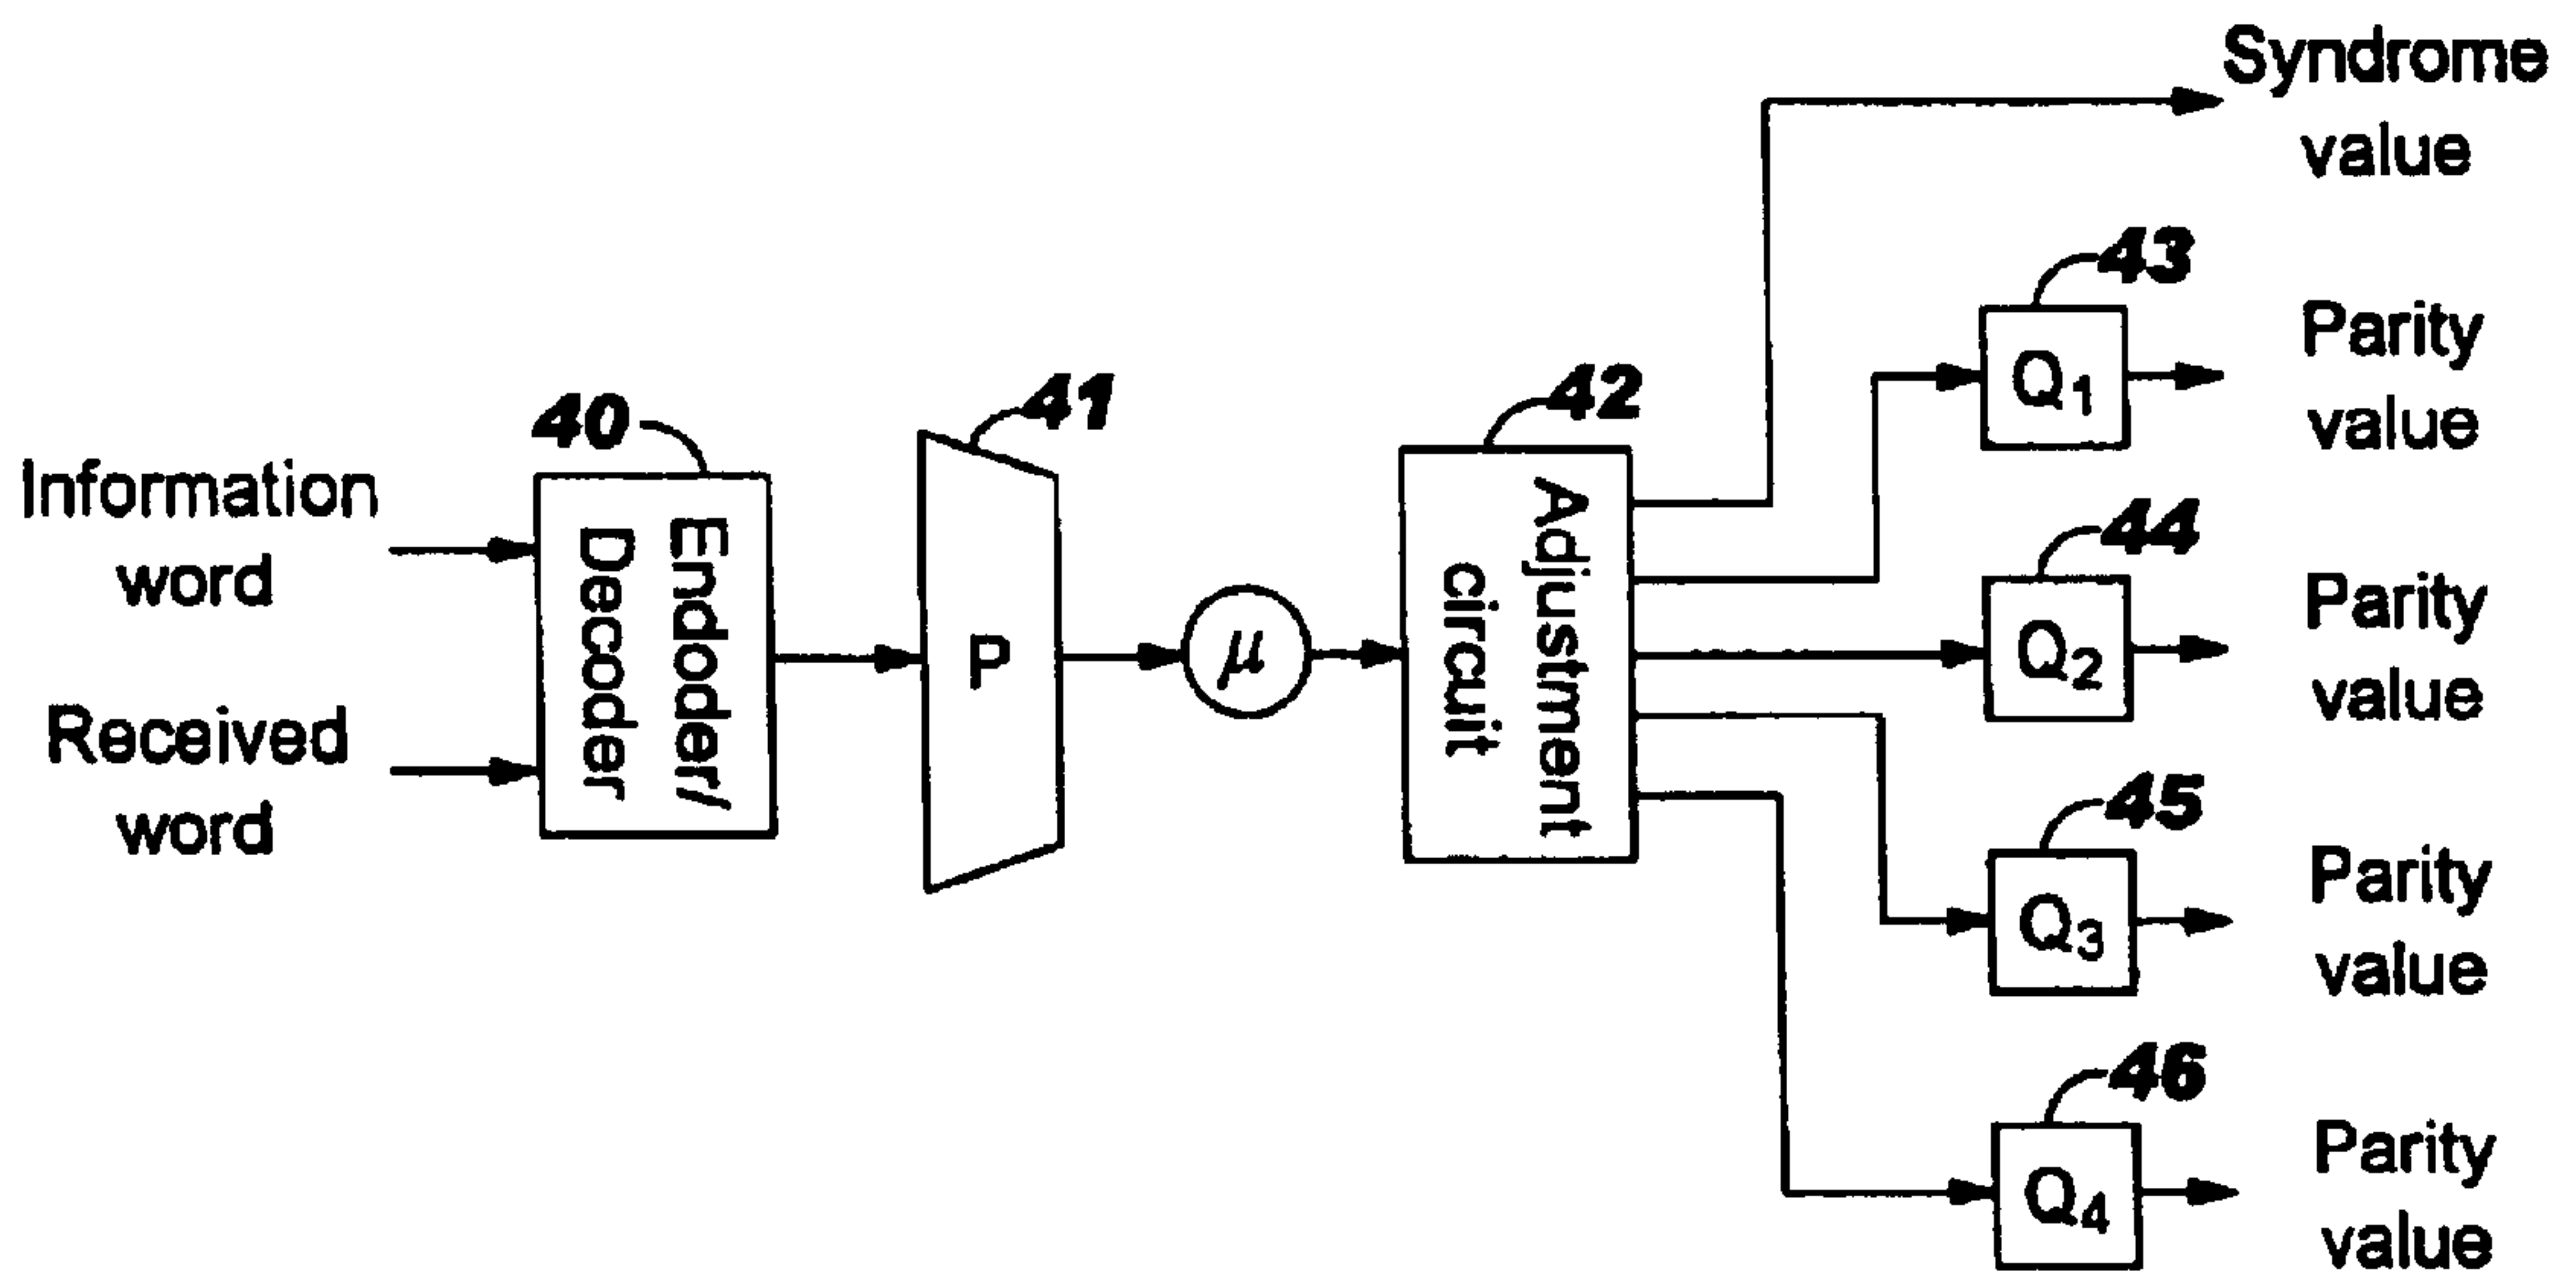 Syndrome
value
43
Parity
value
Q1
41
42
40
Information
word
Endoder/
Decoder
P
μ
Adjustment
circuit
44
Parity
value
Q2
Received
word
45
Parity
value
Q3
46
Parity
value
Q4